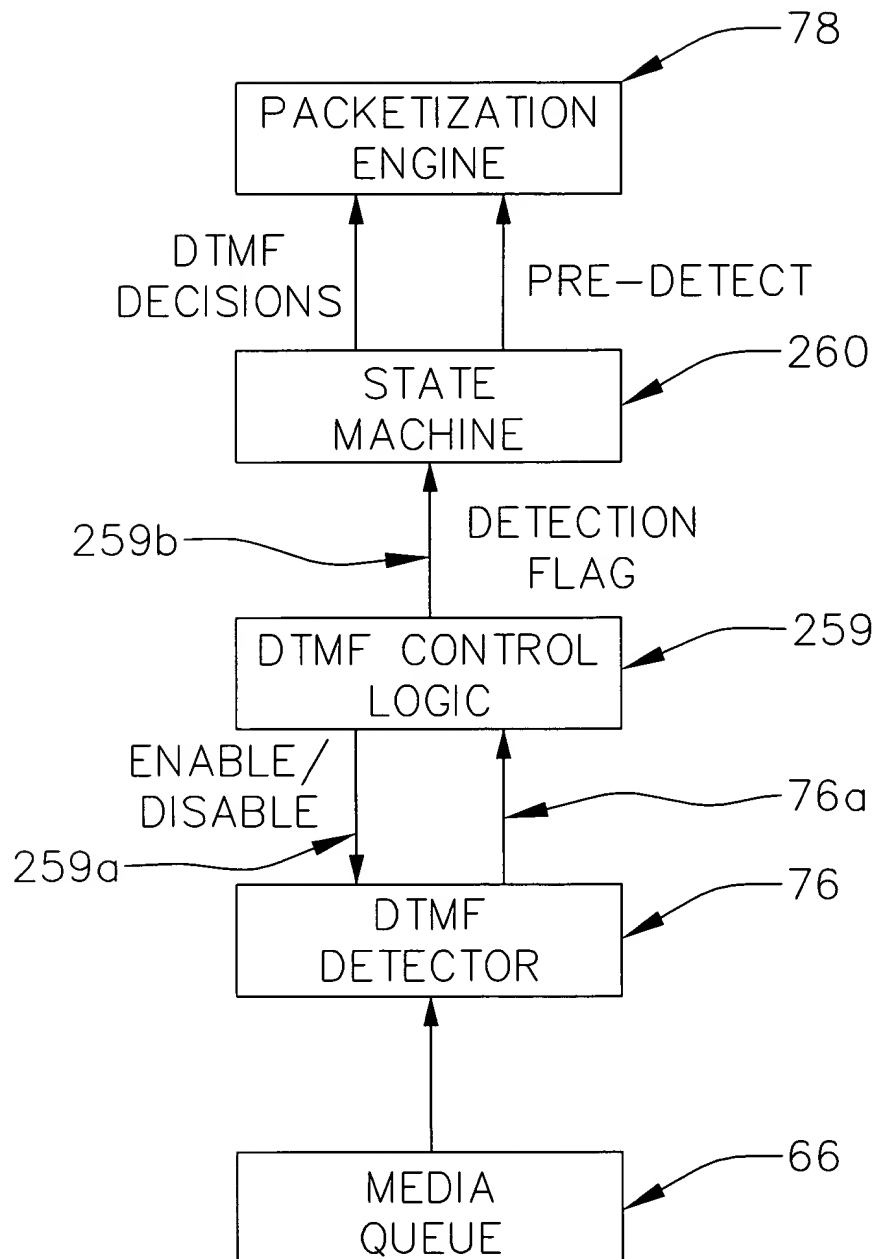 78
PACKETIZATION
ENGINE
DTMF
DECISIONS
PRE-DETECT
260
STATE
MACHINE
259b
DETECTION
FLAG
259
DTMF CONTROL
LOGIC
ENABLE/
DISABLE
76a
259a
76
DTMF
DETECTOR
66
MEDIA
QUEUE